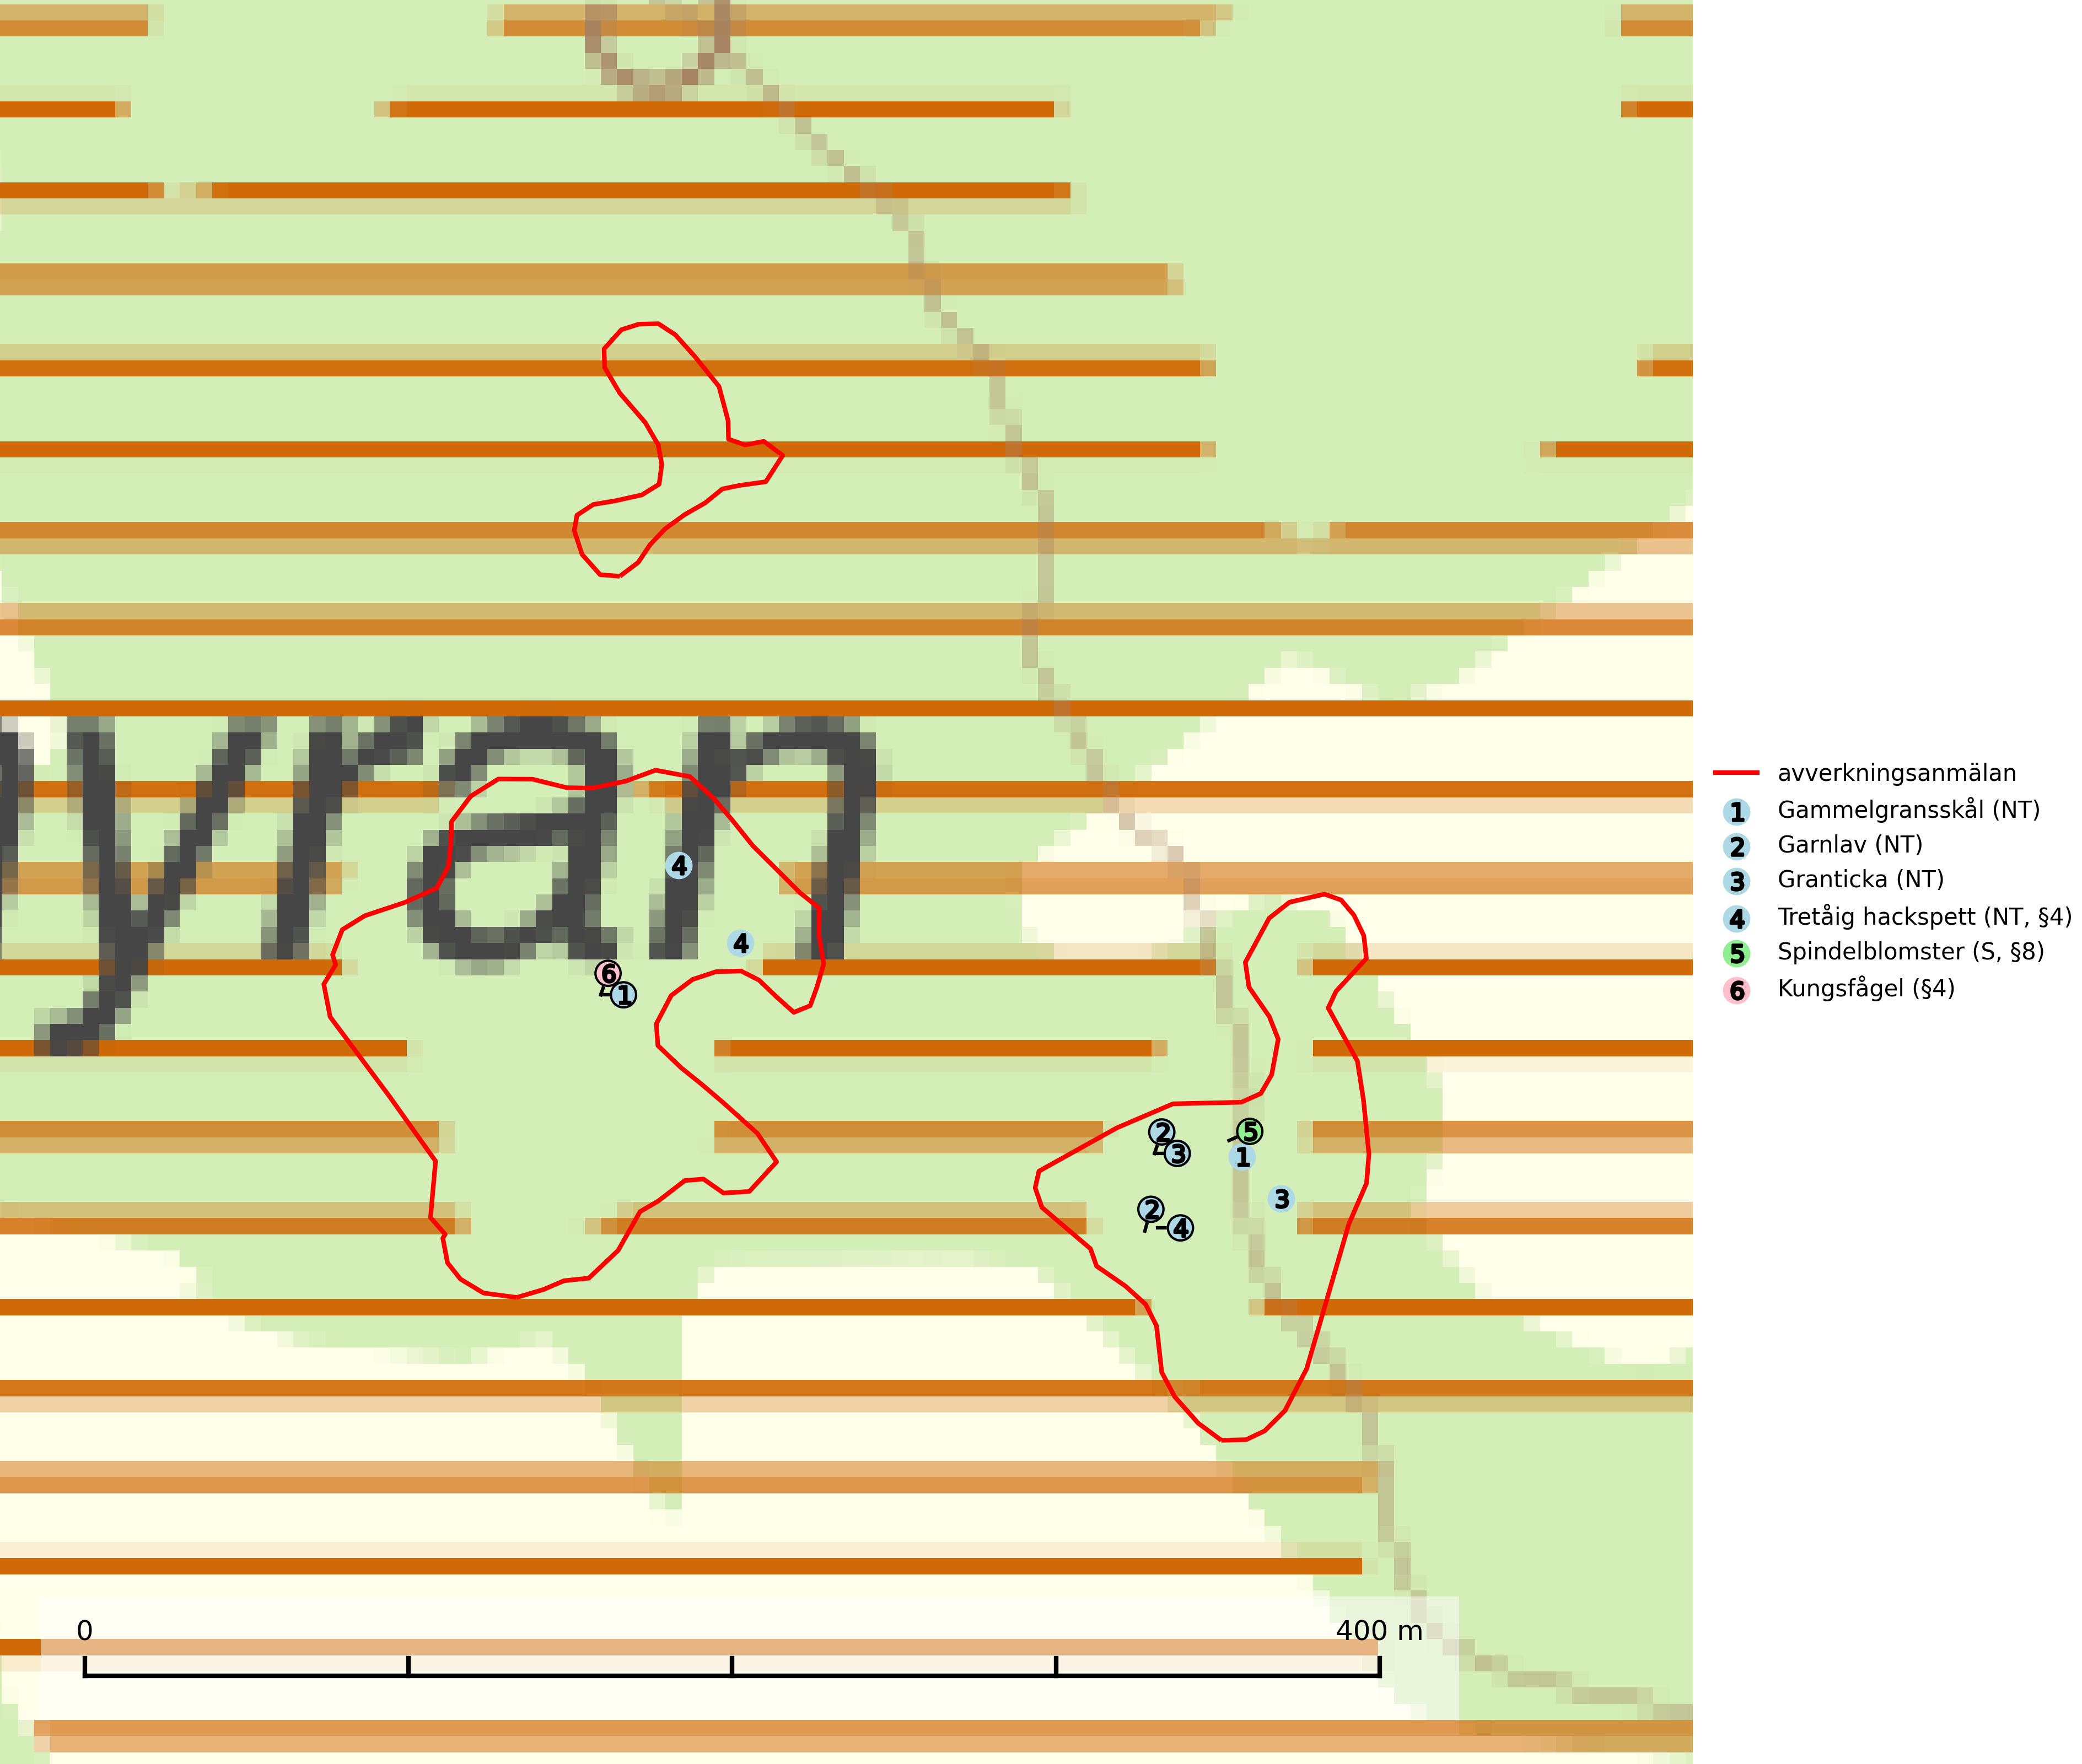 yran
4
4
6
1
2
5
3
1
3
2
4
0
400 m
avverkningsanmälan
1 Gammelgransskål (NT)
2 Garnlav (NT)
3 Granticka (NT)
4 Tretåig hackspett (NT, §4)
5 Spindelblomster (S, §8)
6 Kungsfågel (§4)